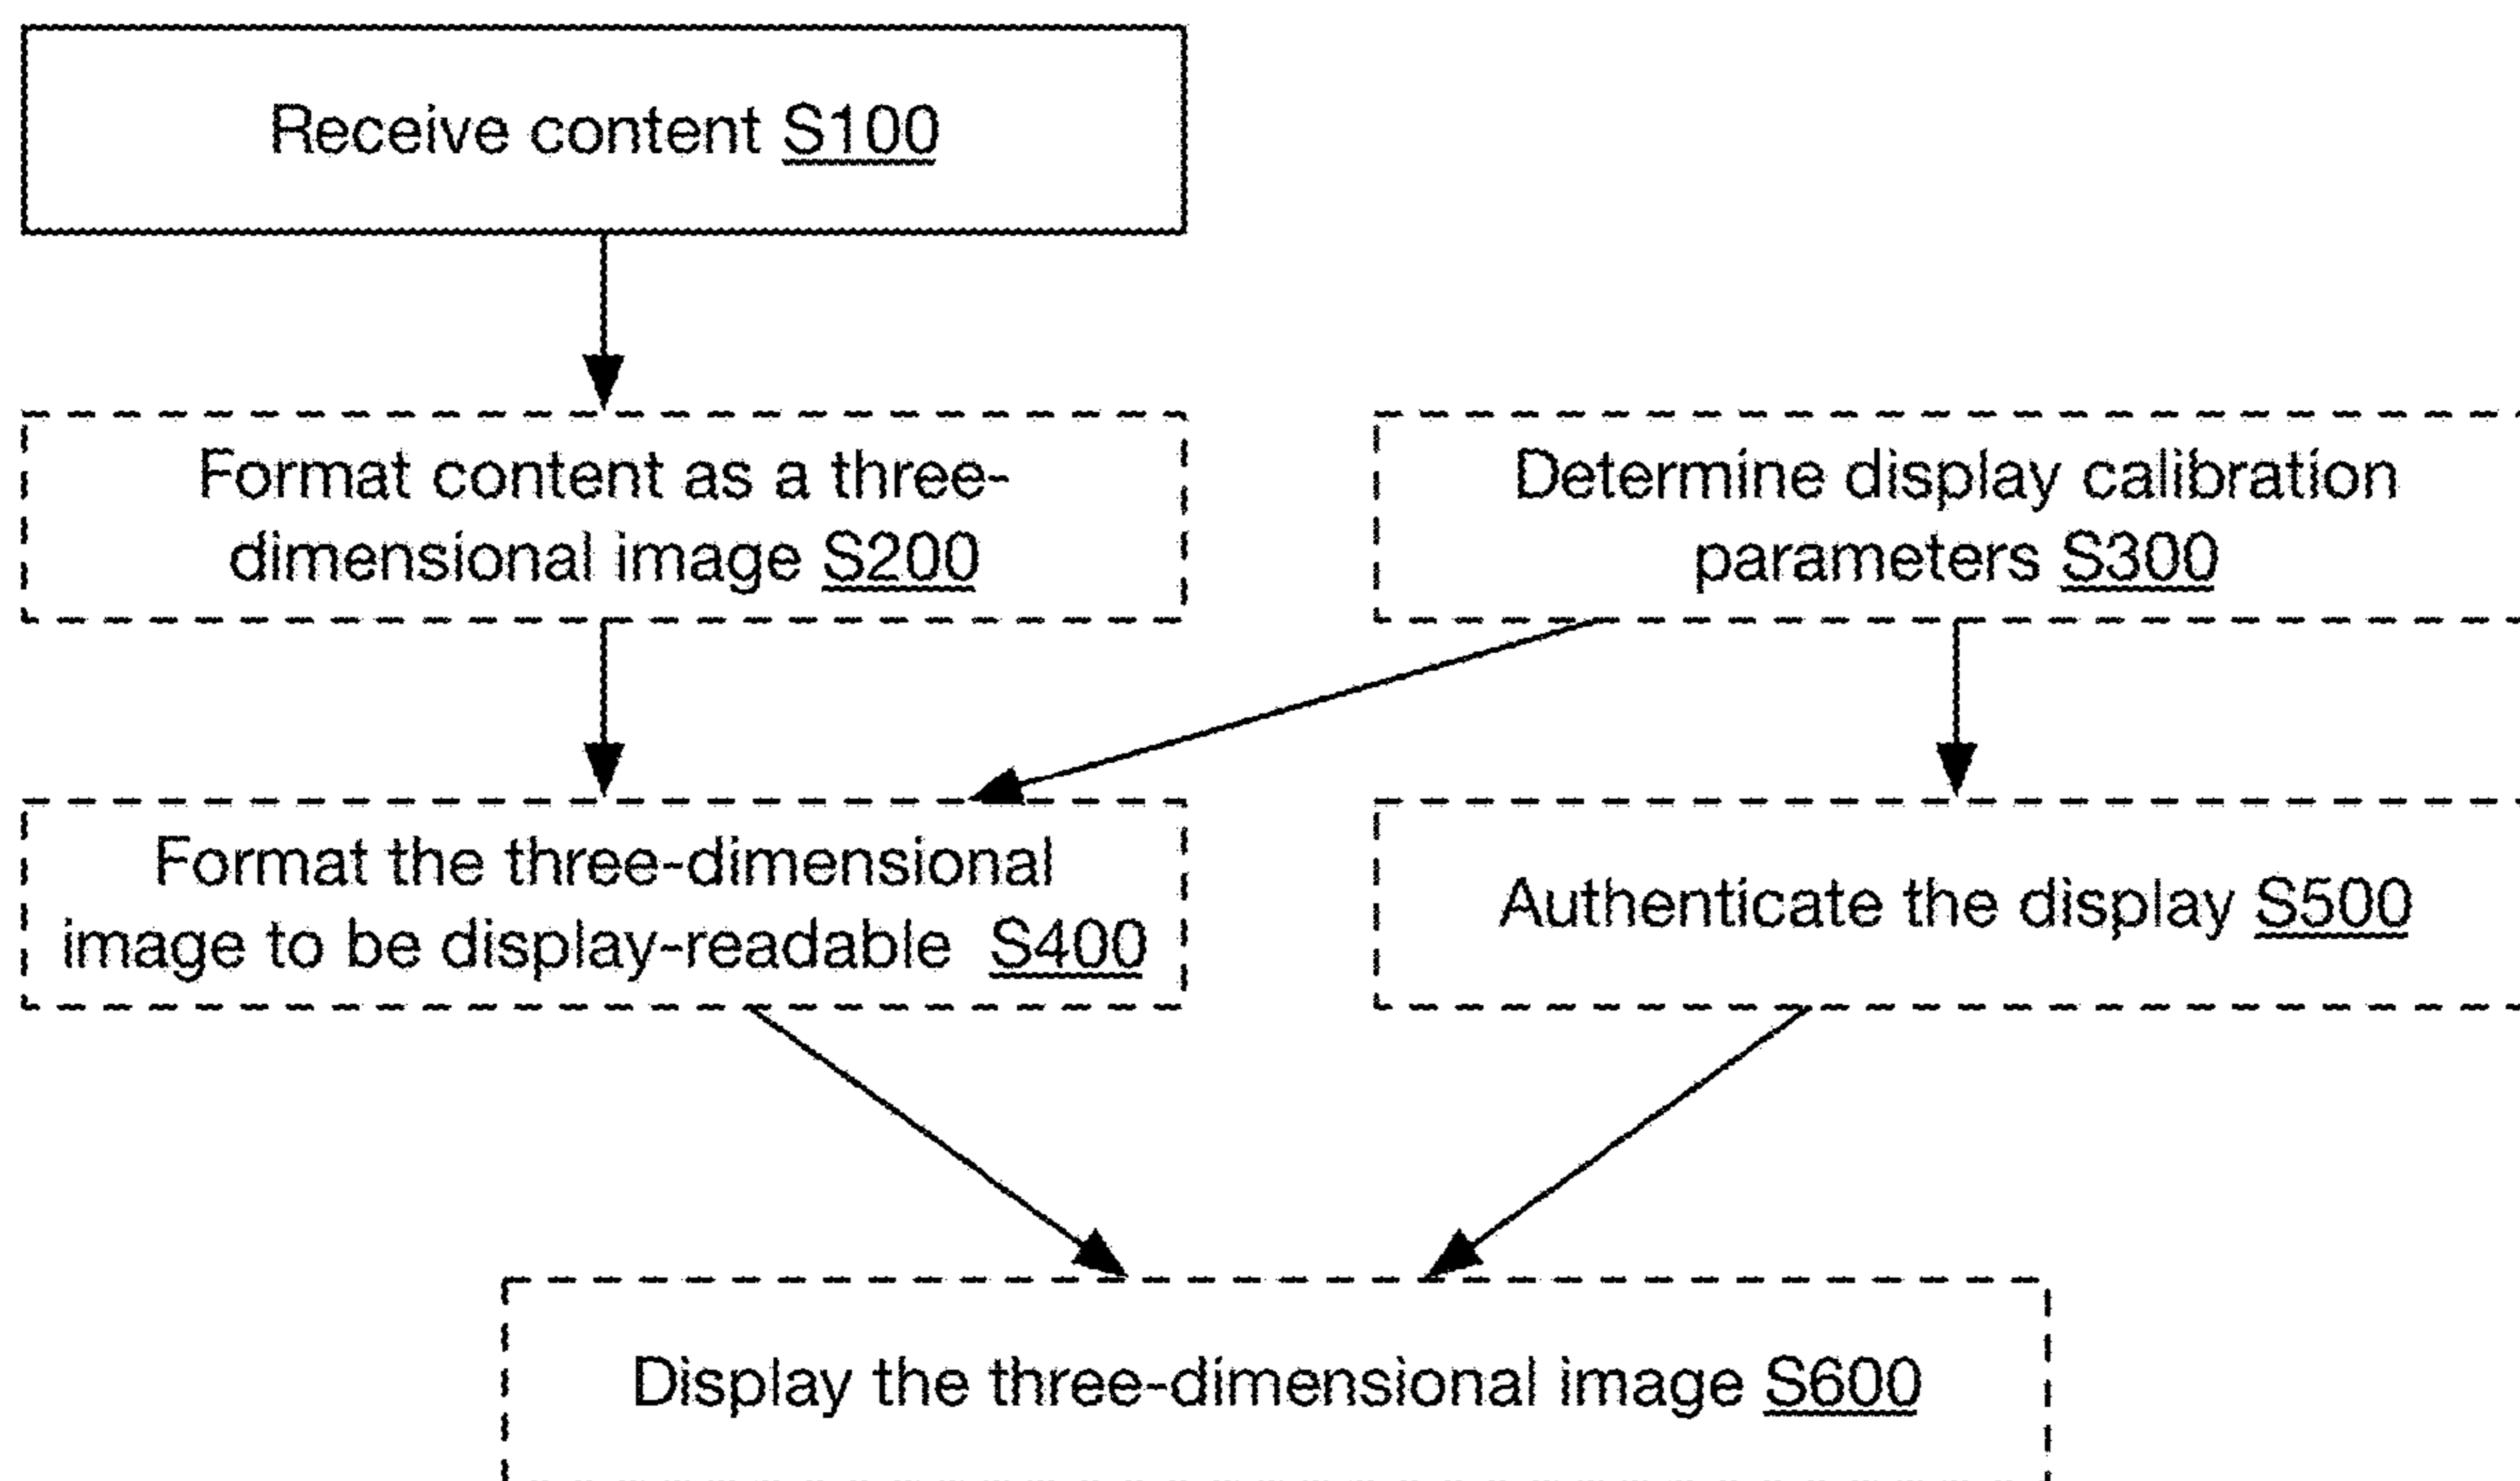 Receive content S100
Format content as a three-
dimensional image S200
Determine display calibration
parameters S300
Format the three-dimensional
image to be display-readable S400
Authenticate the display S500
Display the three-dimensional image S600